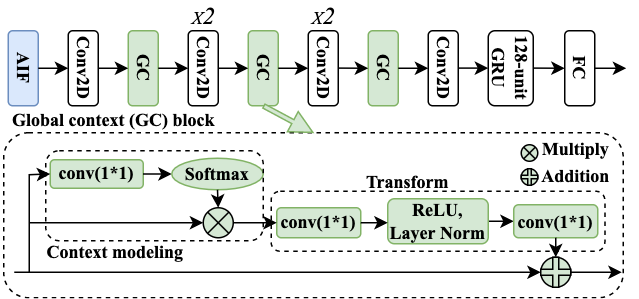 X2
X2
AIF
Conv2D
GC
Conv2D
GC
Conv2D
GC
Conv2D
128-unit
GRU
FC
Global context (GC) block
conv(1*1)
Softmax
Context modeling
Multiply
Addition
Transform
conv(1*1)
ReLU,
Layer Norm
conv(1*1)